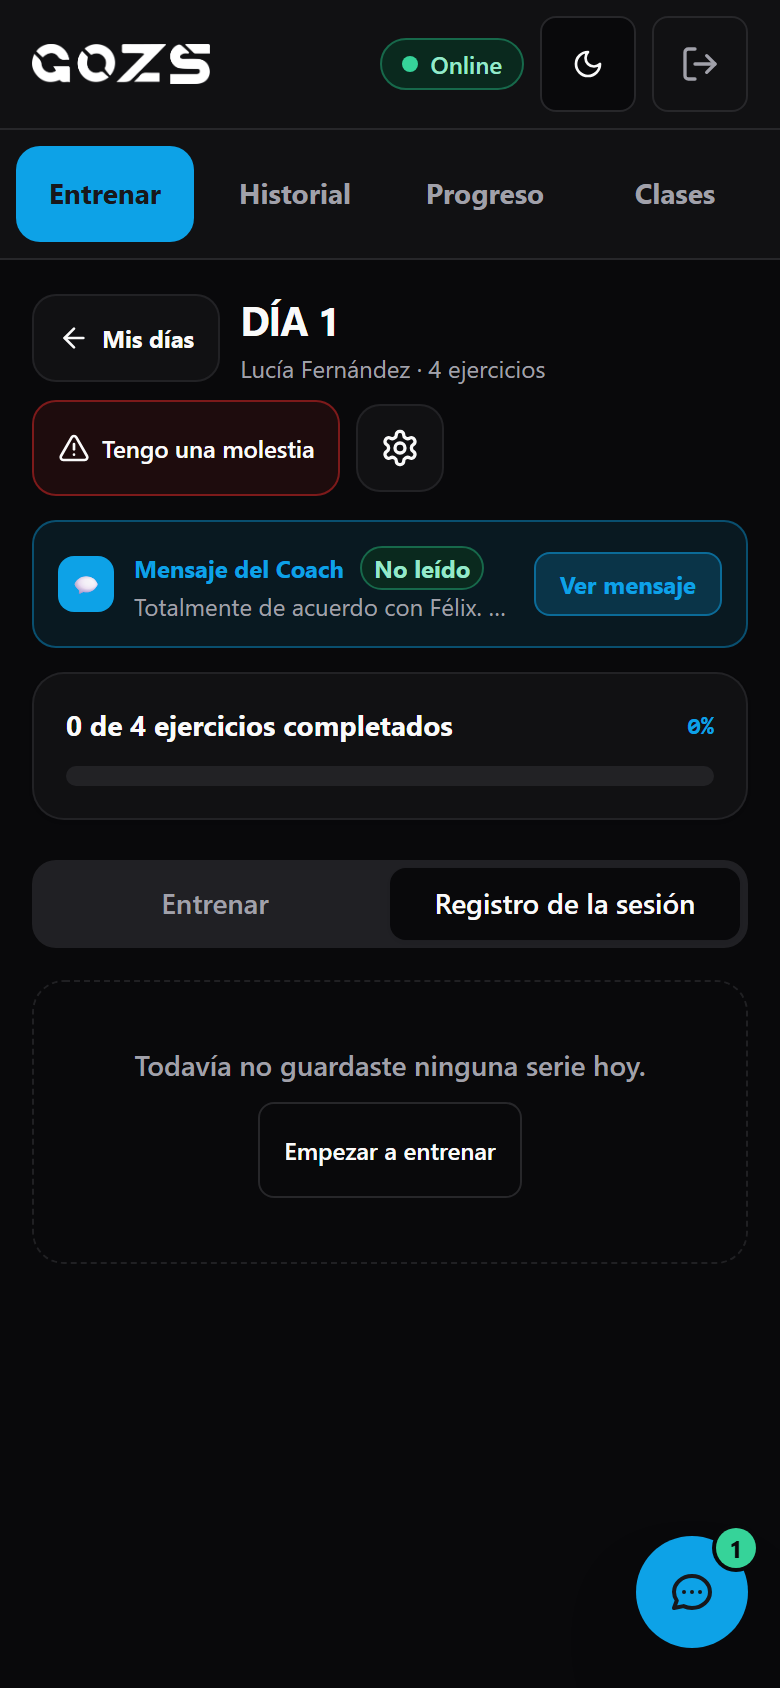 GOZS
Online
Entrenar
Historial
Progreso
Clases
Mis días
DÍA 1
Lucía Fernández · 4 ejercicios
Tengo una molestia
Mensaje del Coach
No leído
Totalmente de acuerdo con Félix. ...
Ver mensaje
0 de 4 ejercicios completados
0%
Entrenar
Registro de la sesión
Todavía no guardaste ninguna serie hoy.
Empezar a entrenar
1